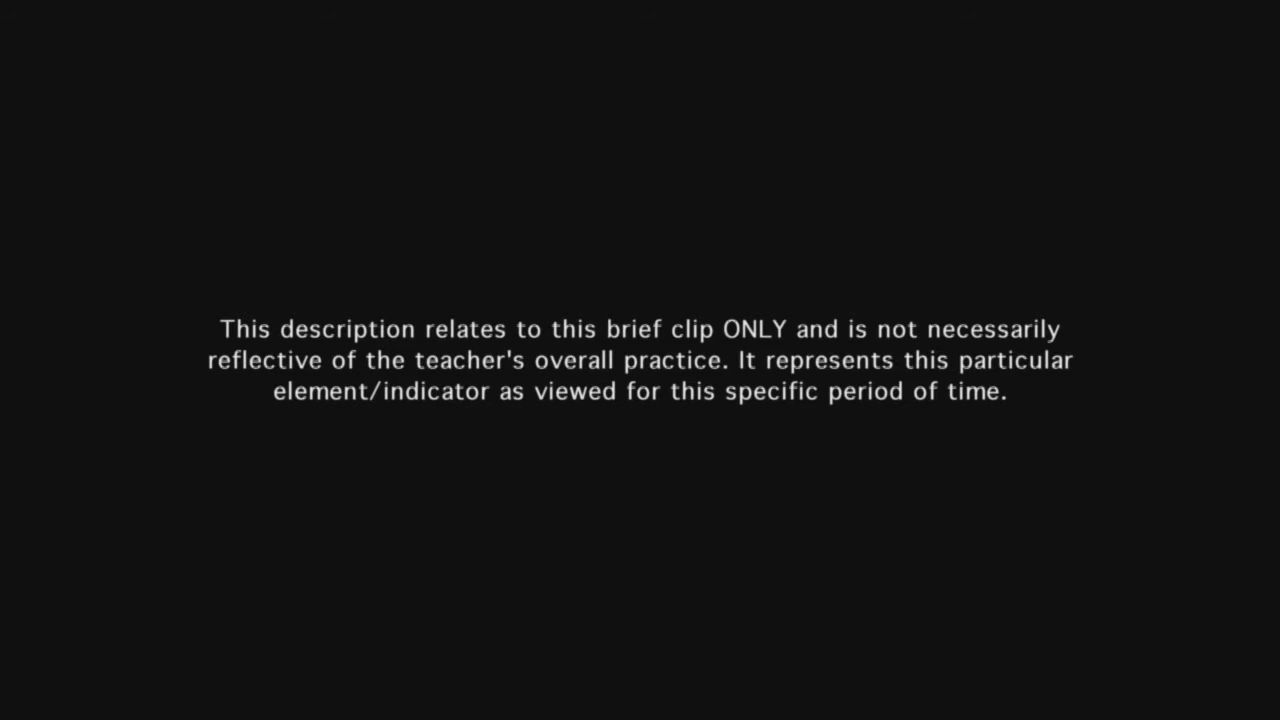 This description relates to this brief clip ONLY and is not necessarily
reflective of the teacher's overall practice. It represents this particular
element/indicator as viewed for this specific period of time.